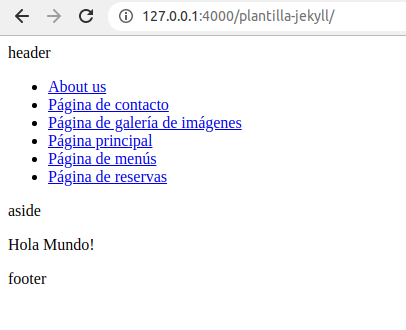 127.0.0.1:4000/plantilla-jekyll/
header
About us
Página de contacto
Página de galería de imágenes
Página principal
Página de menús
Página de reservas
aside
Hola Mundo!
footer